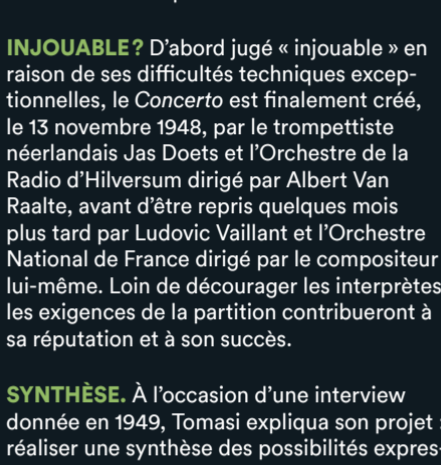 INJOUABLE? D'abord jugé « injouable » en
raison de ses difficultés techniques excep-
tionnelles, le Concerto est finalement créé,
le 13 novembre 1948, par le trompettiste
néerlandais Jas Doets et l'Orchestre de la
Radio d'Hilversum dirigé par Albert Van
Raalte, avant d'être repris quelques mois
plus tard par Ludovic Vaillant et l'Orchestre
National de France dirigé par le compositeur
lui-même. Loin de décourager les interprètes
les exigences de la partition contribueront à
sa réputation et à son succès.
SYNTHÈSE. À l'occasion d'une interview
donnée en 1949, Tomasi expliqua son projet :
réaliser une synthèse des possibilités expres